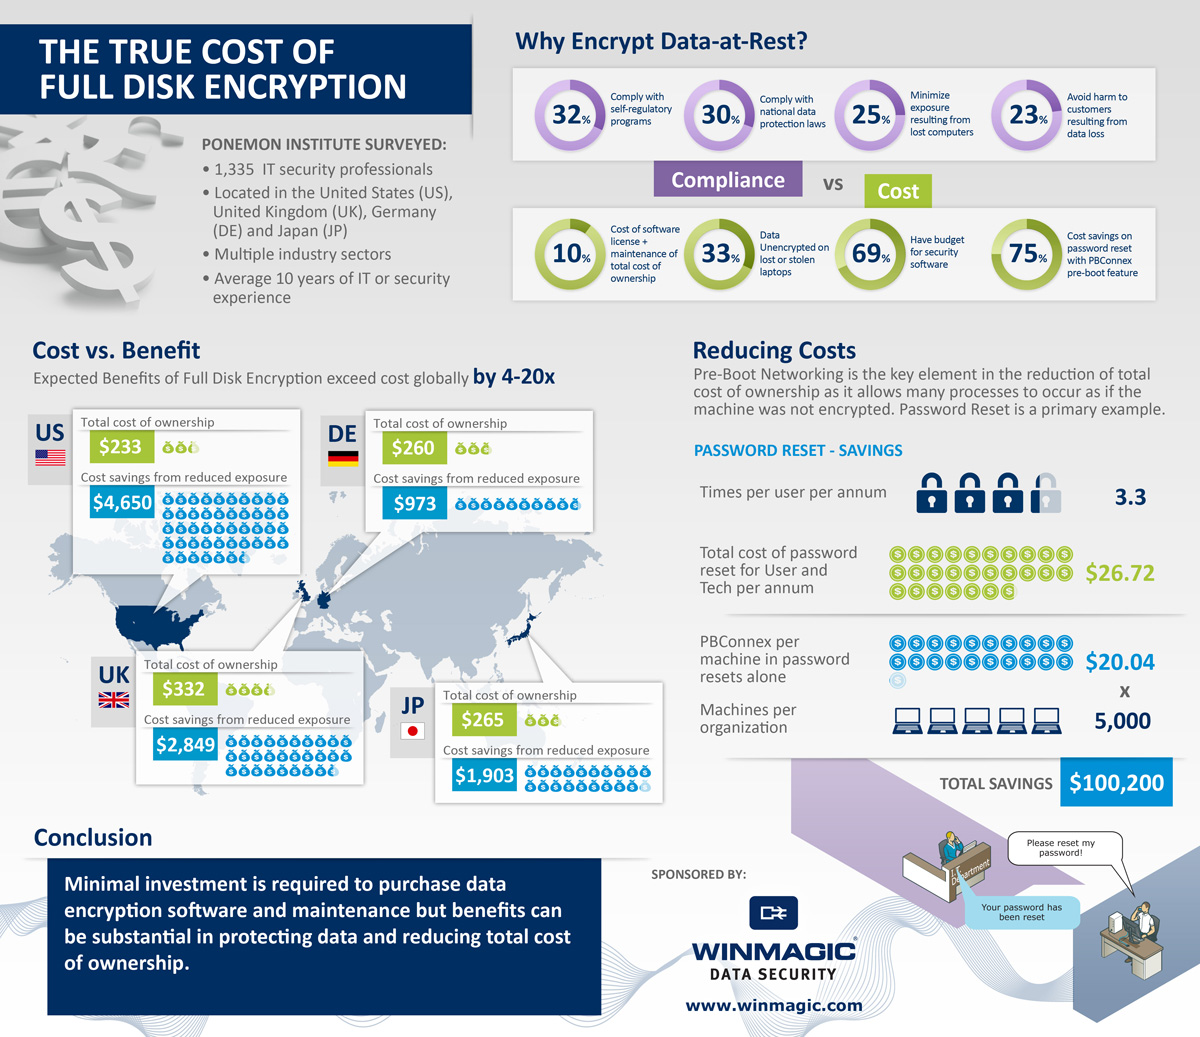 THE TRUE COST OF
FULL DISK ENCRYPTION
PONEMON INSTITUTE SURVEYED:
• 1,335 IT security professionals
• Located in the United States (US),
United Kingdom (UK), Germany
(DE) and Japan (JP)
• Multiple industry sectors
• Average 10 years of IT or security
experience
Why Encrypt Data-at-Rest?
32%
Comply with
self-regulatory
programs
30%
Comply with
national data
protection laws
25%
Minimize
exposure
resulting from
lost computers
23%
Avoid harm to
customers
resulting from
data loss
Compliance
vs
Cost
10%
Cost of software
license +
maintenance of
total cost of
ownership
33%
Data
Unencrypted on
lost or stolen
laptops
69%
Have budget
for security
software
75%
Cost savings on
password reset
with PBConnex
pre-boot feature
Cost vs. Benefit
Expected Benefits of Full Disk Encryption exceed cost globally by 4-20x
US
Total cost of ownership
$233
Cost savings from reduced exposure
$4,650
DE
Total cost of ownership
$260
Cost savings from reduced exposure
$973
UK
Total cost of ownership
$332
Cost savings from reduced exposure
$2,849
JP
Total cost of ownership
$265
Cost savings from reduced exposure
$1,903
Reducing Costs
Pre-Boot Networking is the key element in the reduction of total
cost of ownership as it allows many processes to occur as if the
machine was not encrypted. Password Reset is a primary example.
PASSWORD RESET - SAVINGS
Times per user per annum
3.3
Total cost of password
reset for User and
Tech per annum
$26.72
PBConnex per
machine in password
resets alone
$20.04
x
Machines per
organization
5,000
TOTAL SAVINGS
$100,200
Conclusion
Minimal investment is required to purchase data
encryption software and maintenance but benefits can
be substantial in protecting data and reducing total cost
of ownership.
SPONSORED BY:
WINMAGIC®
DATA SECURITY
www.winmagic.com
Please reset my
password!
I.T.
Department
Your password has
been reset